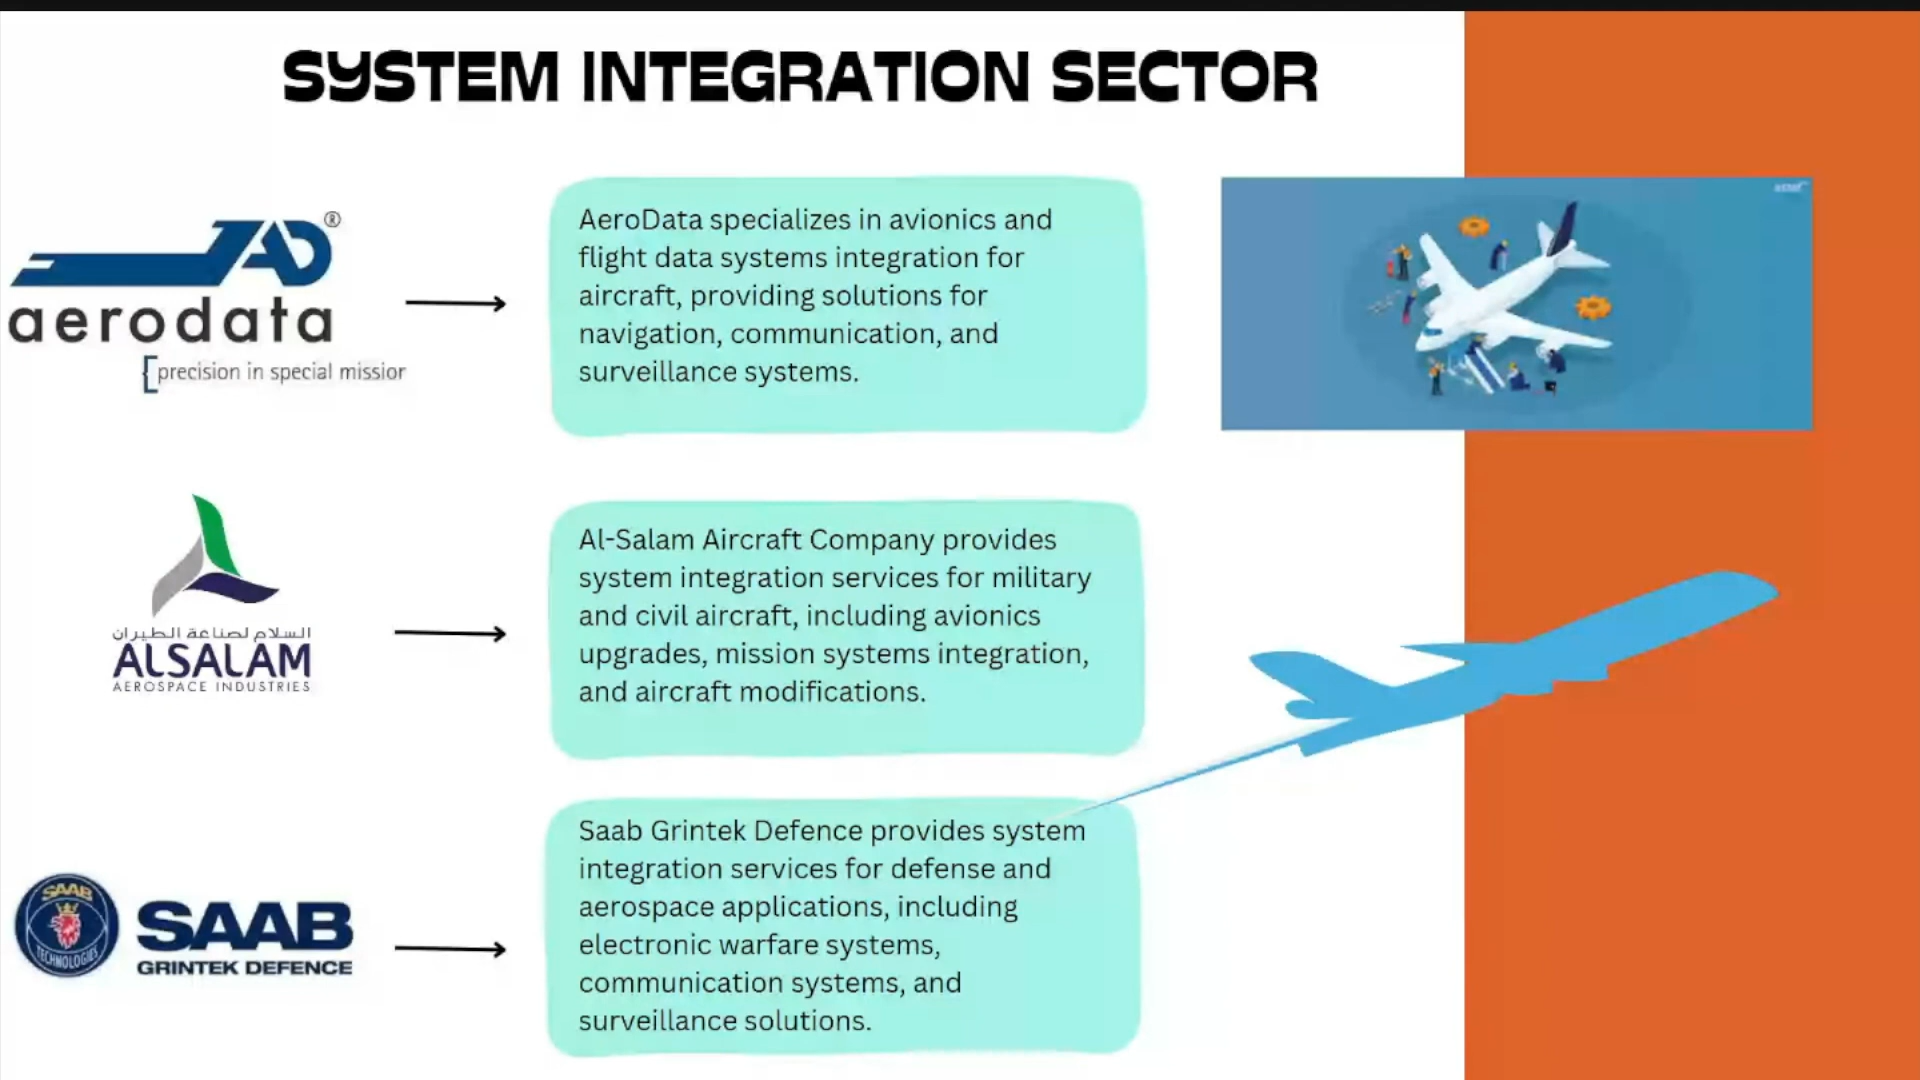 SYSTEM INTEGRATION SECTOR
®
aerodata
precision in special missior
AeroData specializes in avionics and
flight data systems integration for
aircraft, providing solutions for
navigation, communication, and
surveillance systems.
السلام لصناعة الطيران
ALSALAM
AEROSPACE INDUSTRIES
Al-Salam Aircraft Company provides
system integration services for military
and civil aircraft, including avionics
upgrades, mission systems integration,
and aircraft modifications.
SAAB
TECHNOLOGIES
SAAB
GRINTEK DEFENCE
Saab Grintek Defence provides system
integration services for defense and
aerospace applications, including
electronic warfare systems,
communication systems, and
surveillance solutions.